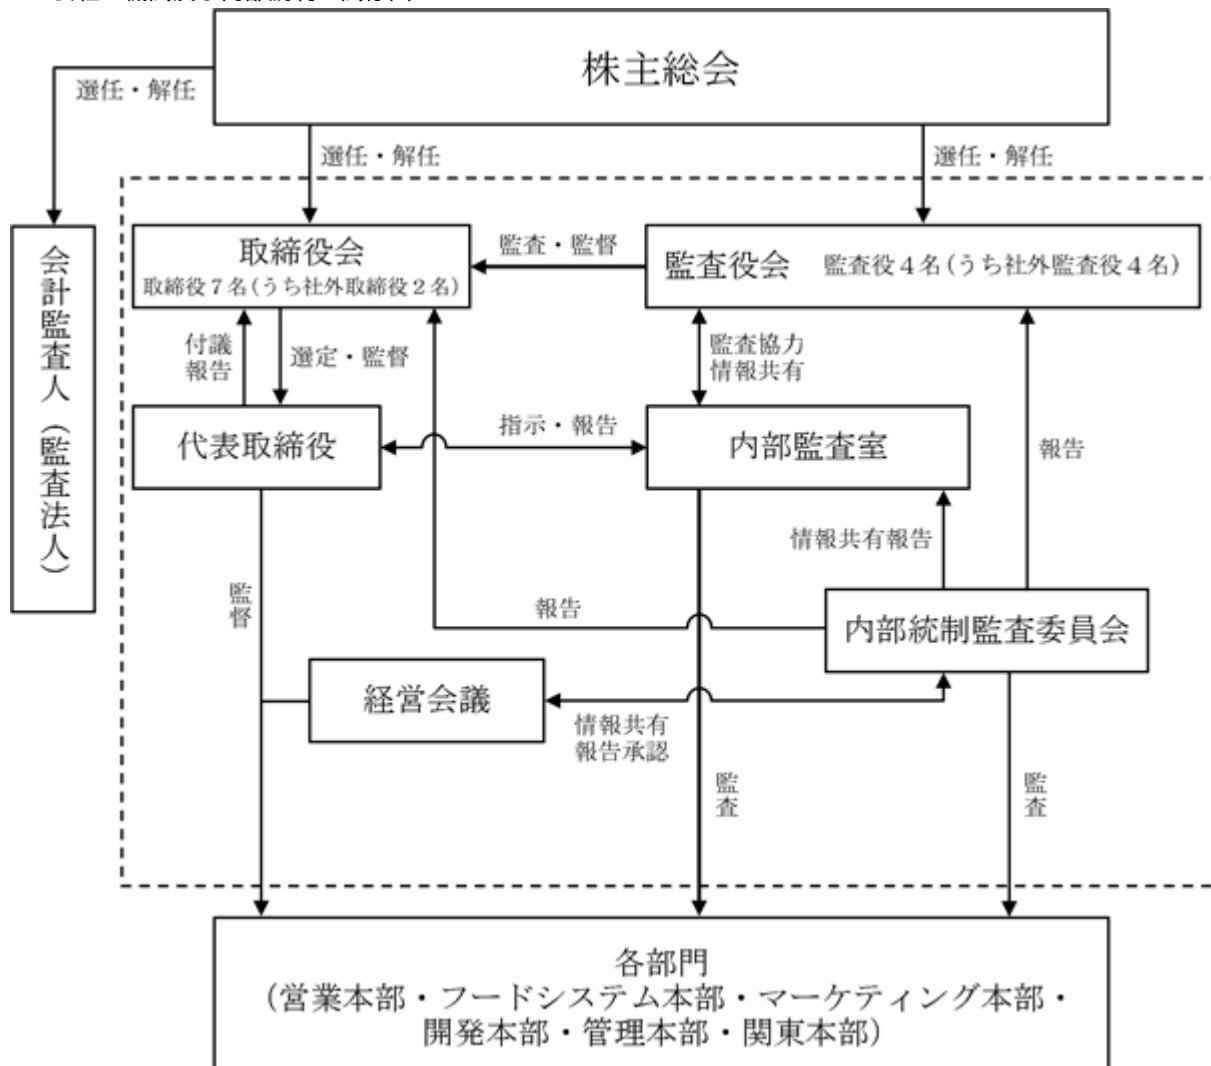 株主総会
選任・解任
選任・解任
選任・解任
会計監査人（監査法人）
取締役会
取締役７名(うち社外取締役２名)
監査・監督
監査役会 監査役４名(うち社外監査役４名)
付議
報告
選定・監督
監査協力
情報共有
代表取締役
指示・報告
内部監査室
報告
情報共有報告
監督
報告
内部統制監査委員会
経営会議
情報共有
報告承認
監査
監査
各部門
(営業本部・フードシステム本部・マーケティング本部・
開発本部・管理本部・関東本部)